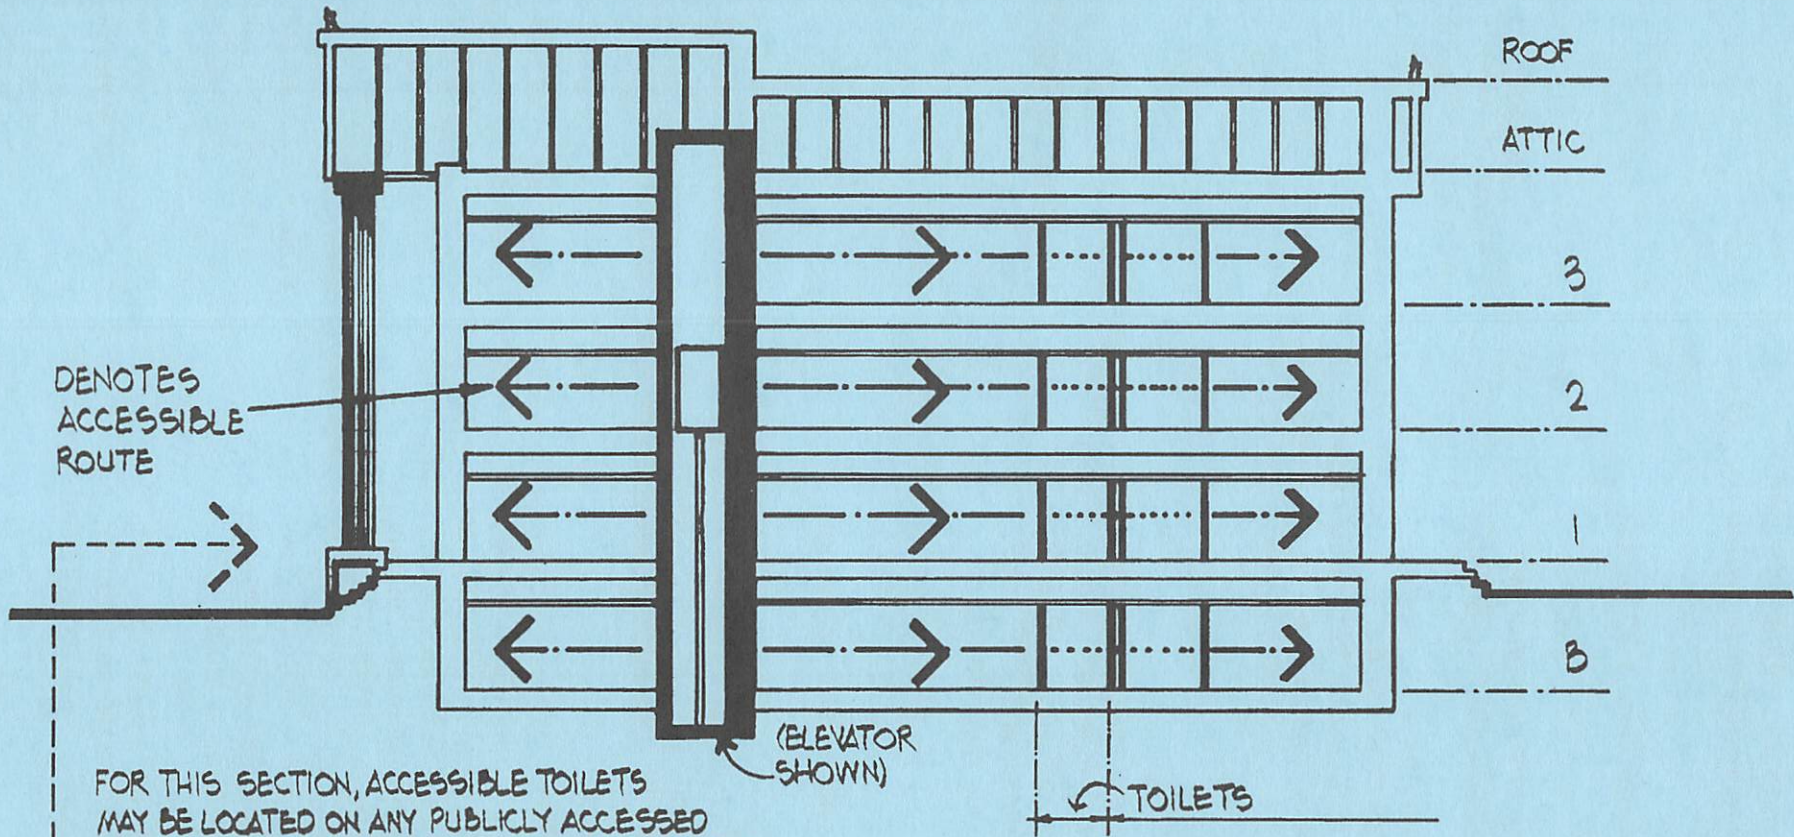 ROOF
ATTIC
3
2
1
B
DENOTES
ACCESSIBLE
ROUTE
(ELEVATOR
SHOWN)
TOILETS
FOR THIS SECTION, ACCESSIBLE TOILETS
MAY BE LOCATED ON ANY PUBLICLY ACCESSED